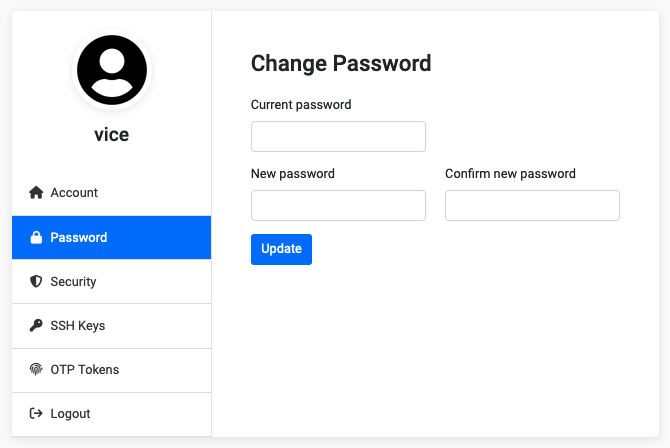 vice
Account
Password
Security
SSH Keys
OTP Tokens
Logout
Change Password
Current password
New password
Confirm new password
Update